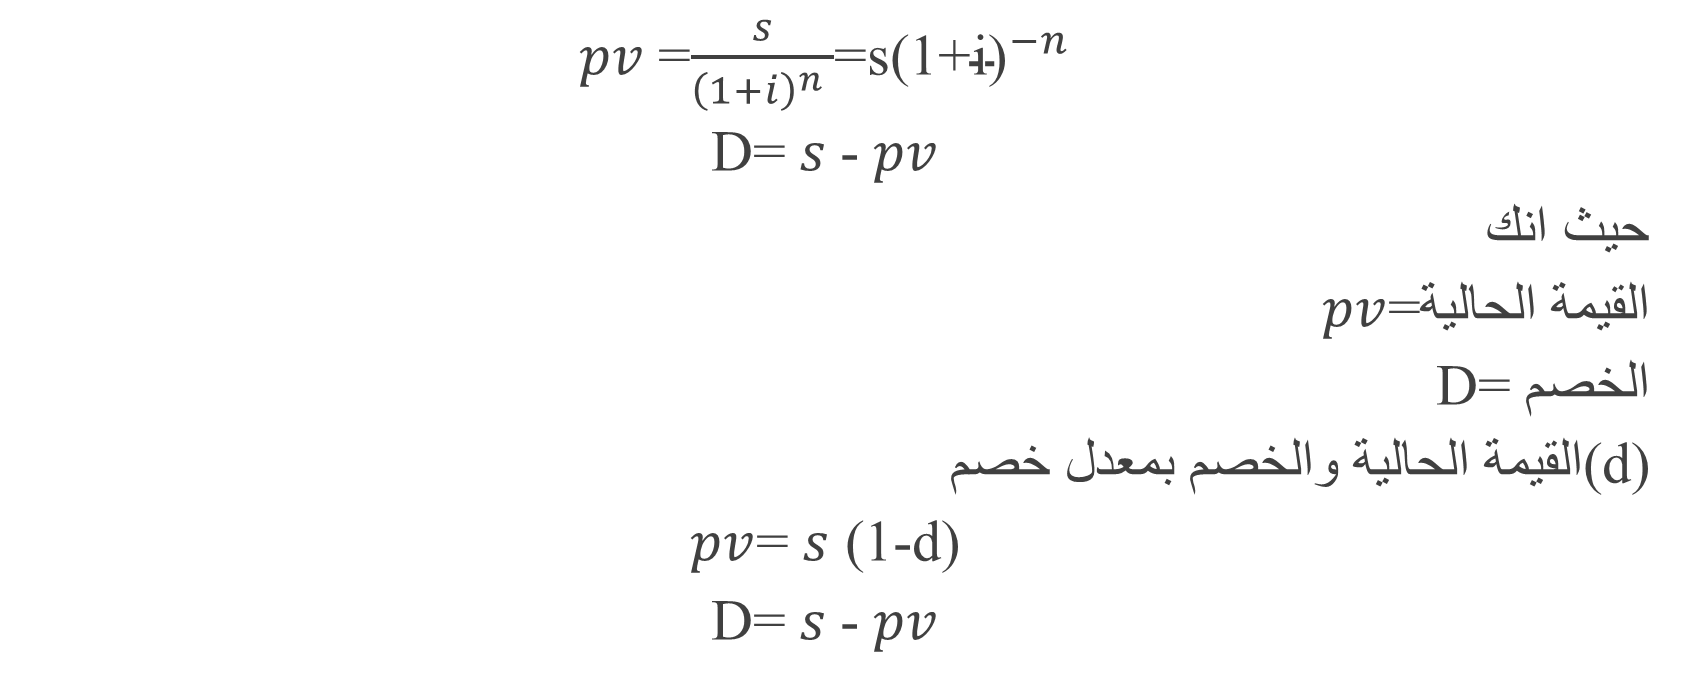 pv = s/(1+i)^n = s(1+i)^-n
D= s - pv
حيث انك
القيمة الحالية=pv
الخصم =D
(d)القيمة الحالية والخصم بمعدل خصم
pv= s (1-d)
D= s - pv